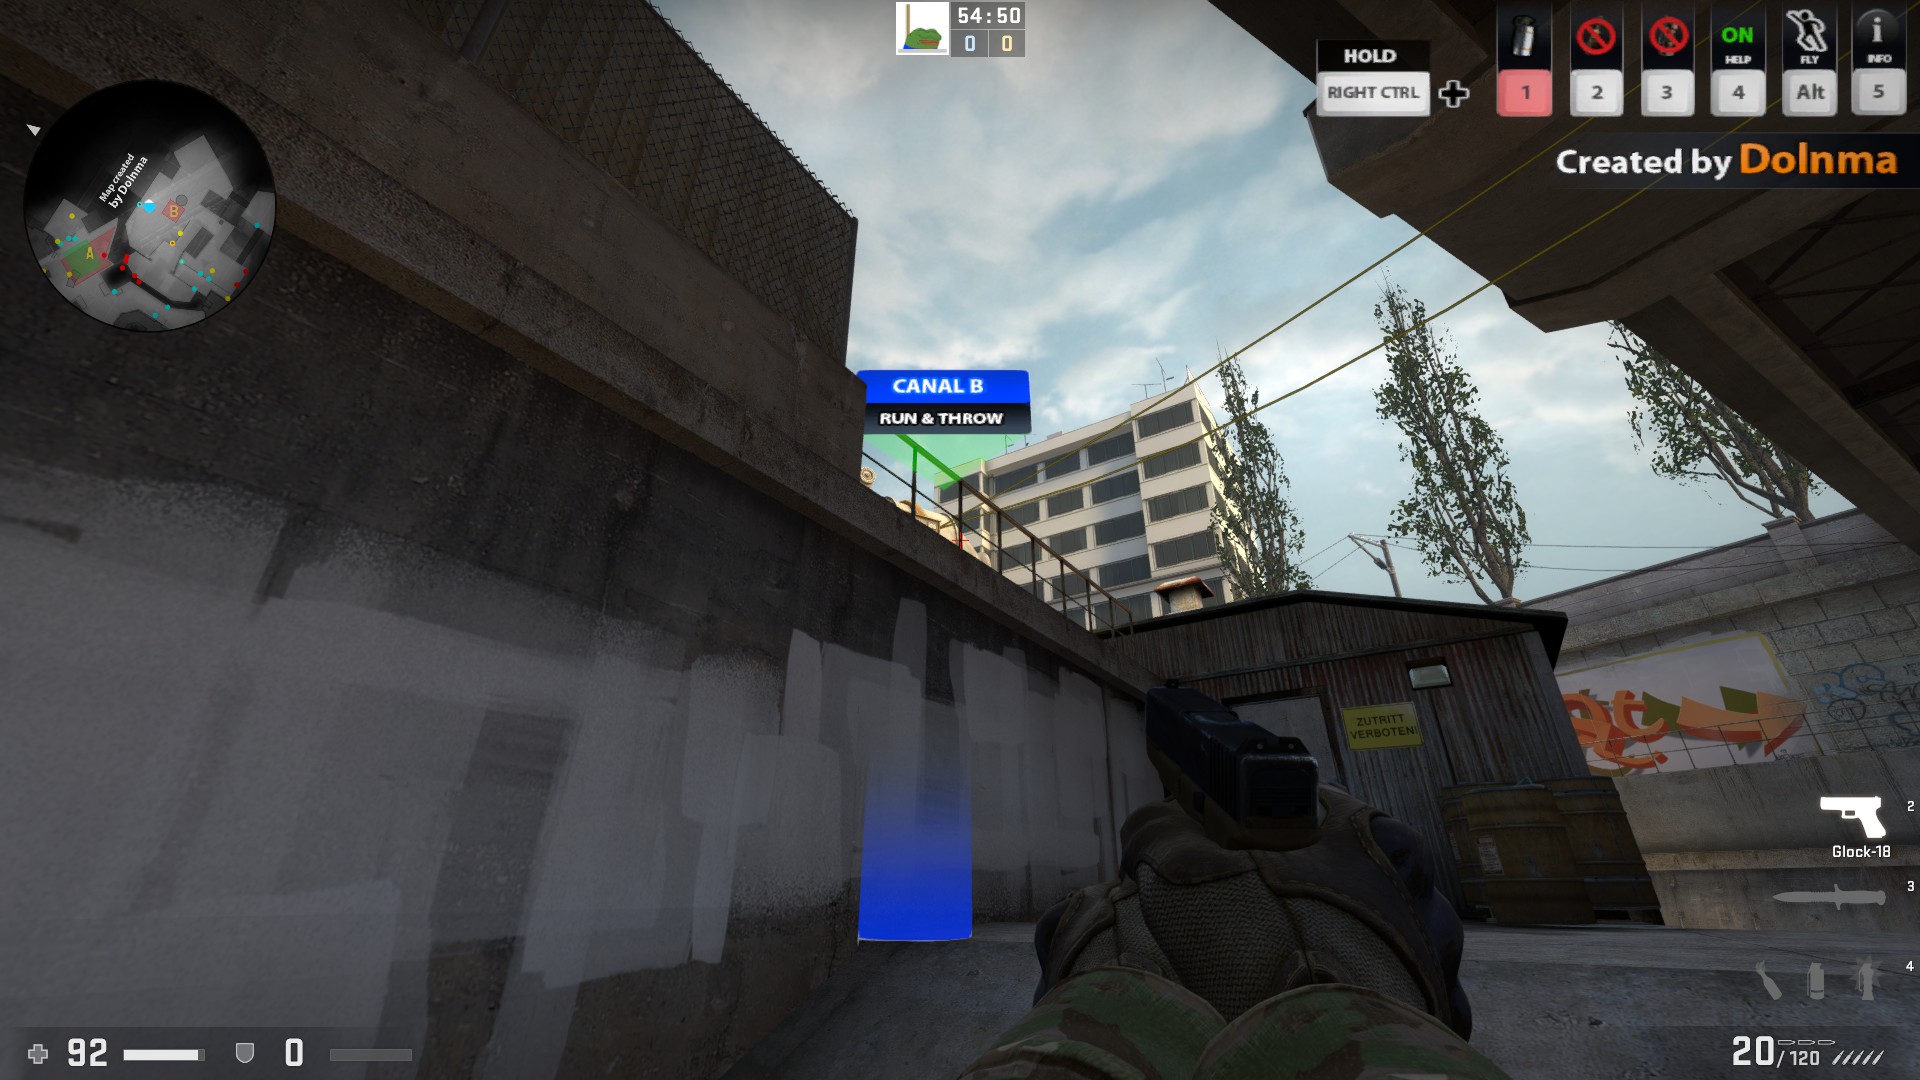 54:50
0 0
HOLD
RIGHT CTRL
1
2
3
ON
HELP
4
FLY
Alt
i
INFO
5
Created by Dolnma
Map created
by Dolnma
B
A
CANAL B
RUN & THROW
ZUTRITT
VERBOTEN!
2
Glock-18
3
4
92
0
20/120